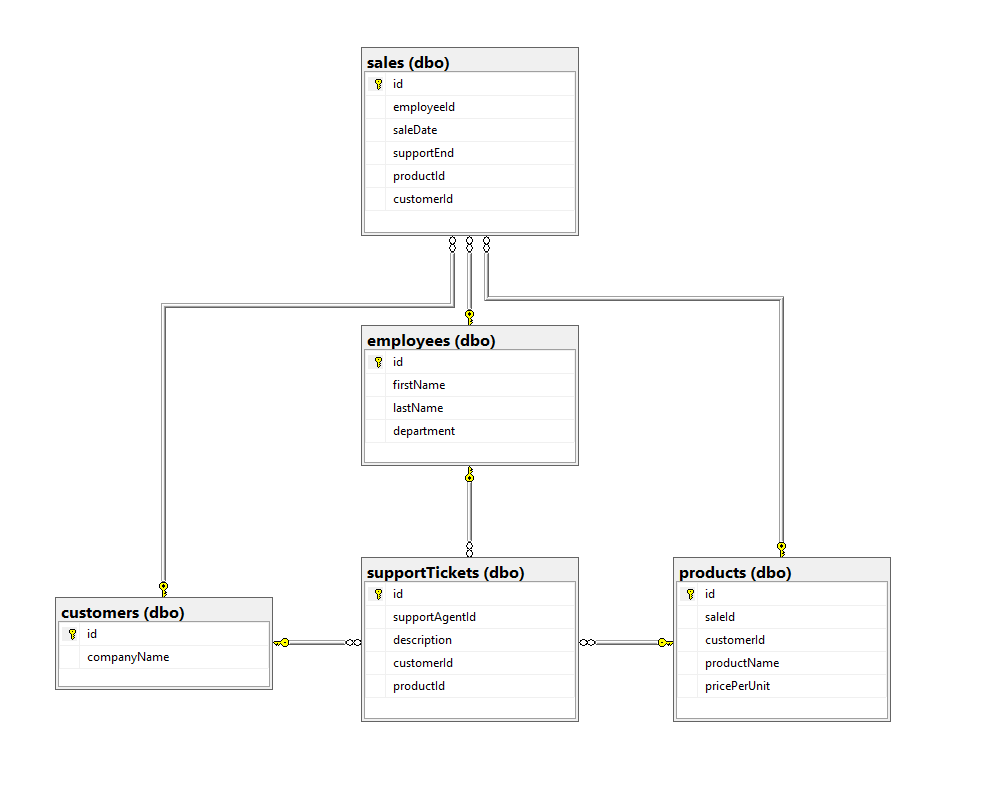 sales (dbo)
id
employeeId
saleDate
supportEnd
productId
customerId
employees (dbo)
id
firstName
lastName
department
supportTickets (dbo)
id
supportAgentId
description
customerId
productId
products (dbo)
id
saleId
customerId
productName
pricePerUnit
customers (dbo)
id
companyName